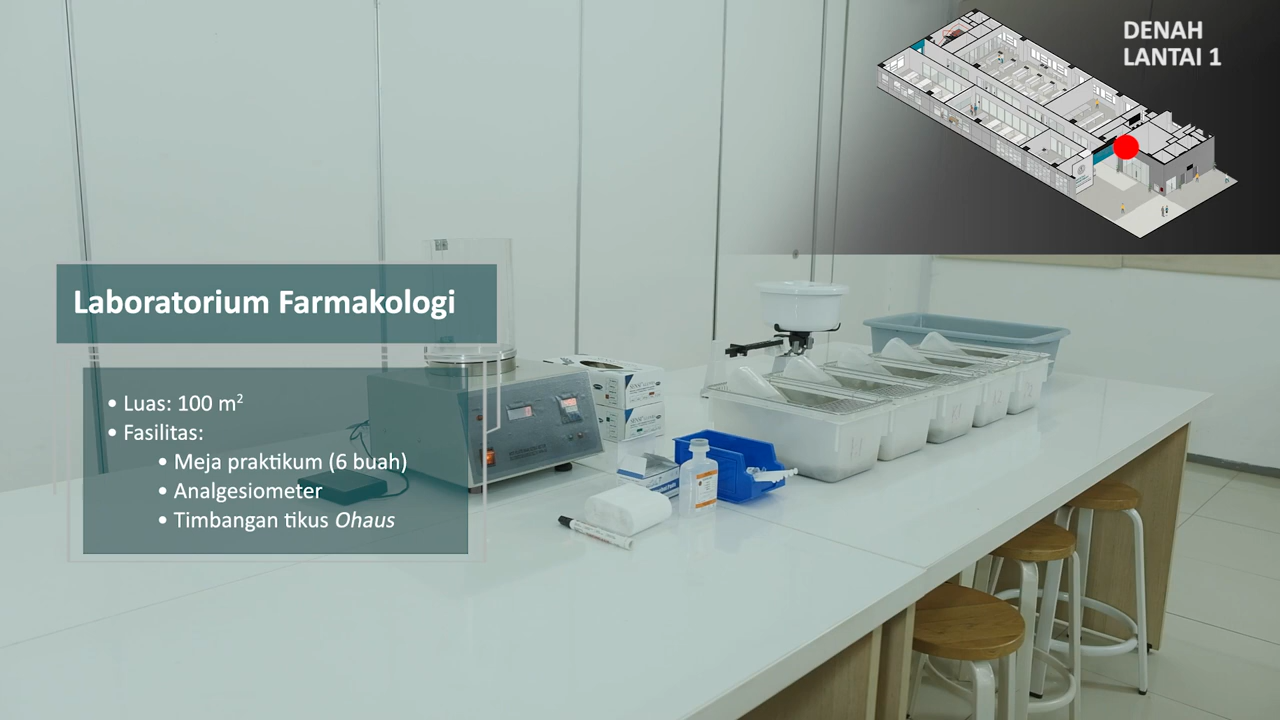 DENAH
LANTAI 1
Laboratorium Farmakologi
• Luas: 100 m²
• Fasilitas:
• Meja praktikum (6 buah)
• Analgesiometer
• Timbangan tikus Ohaus